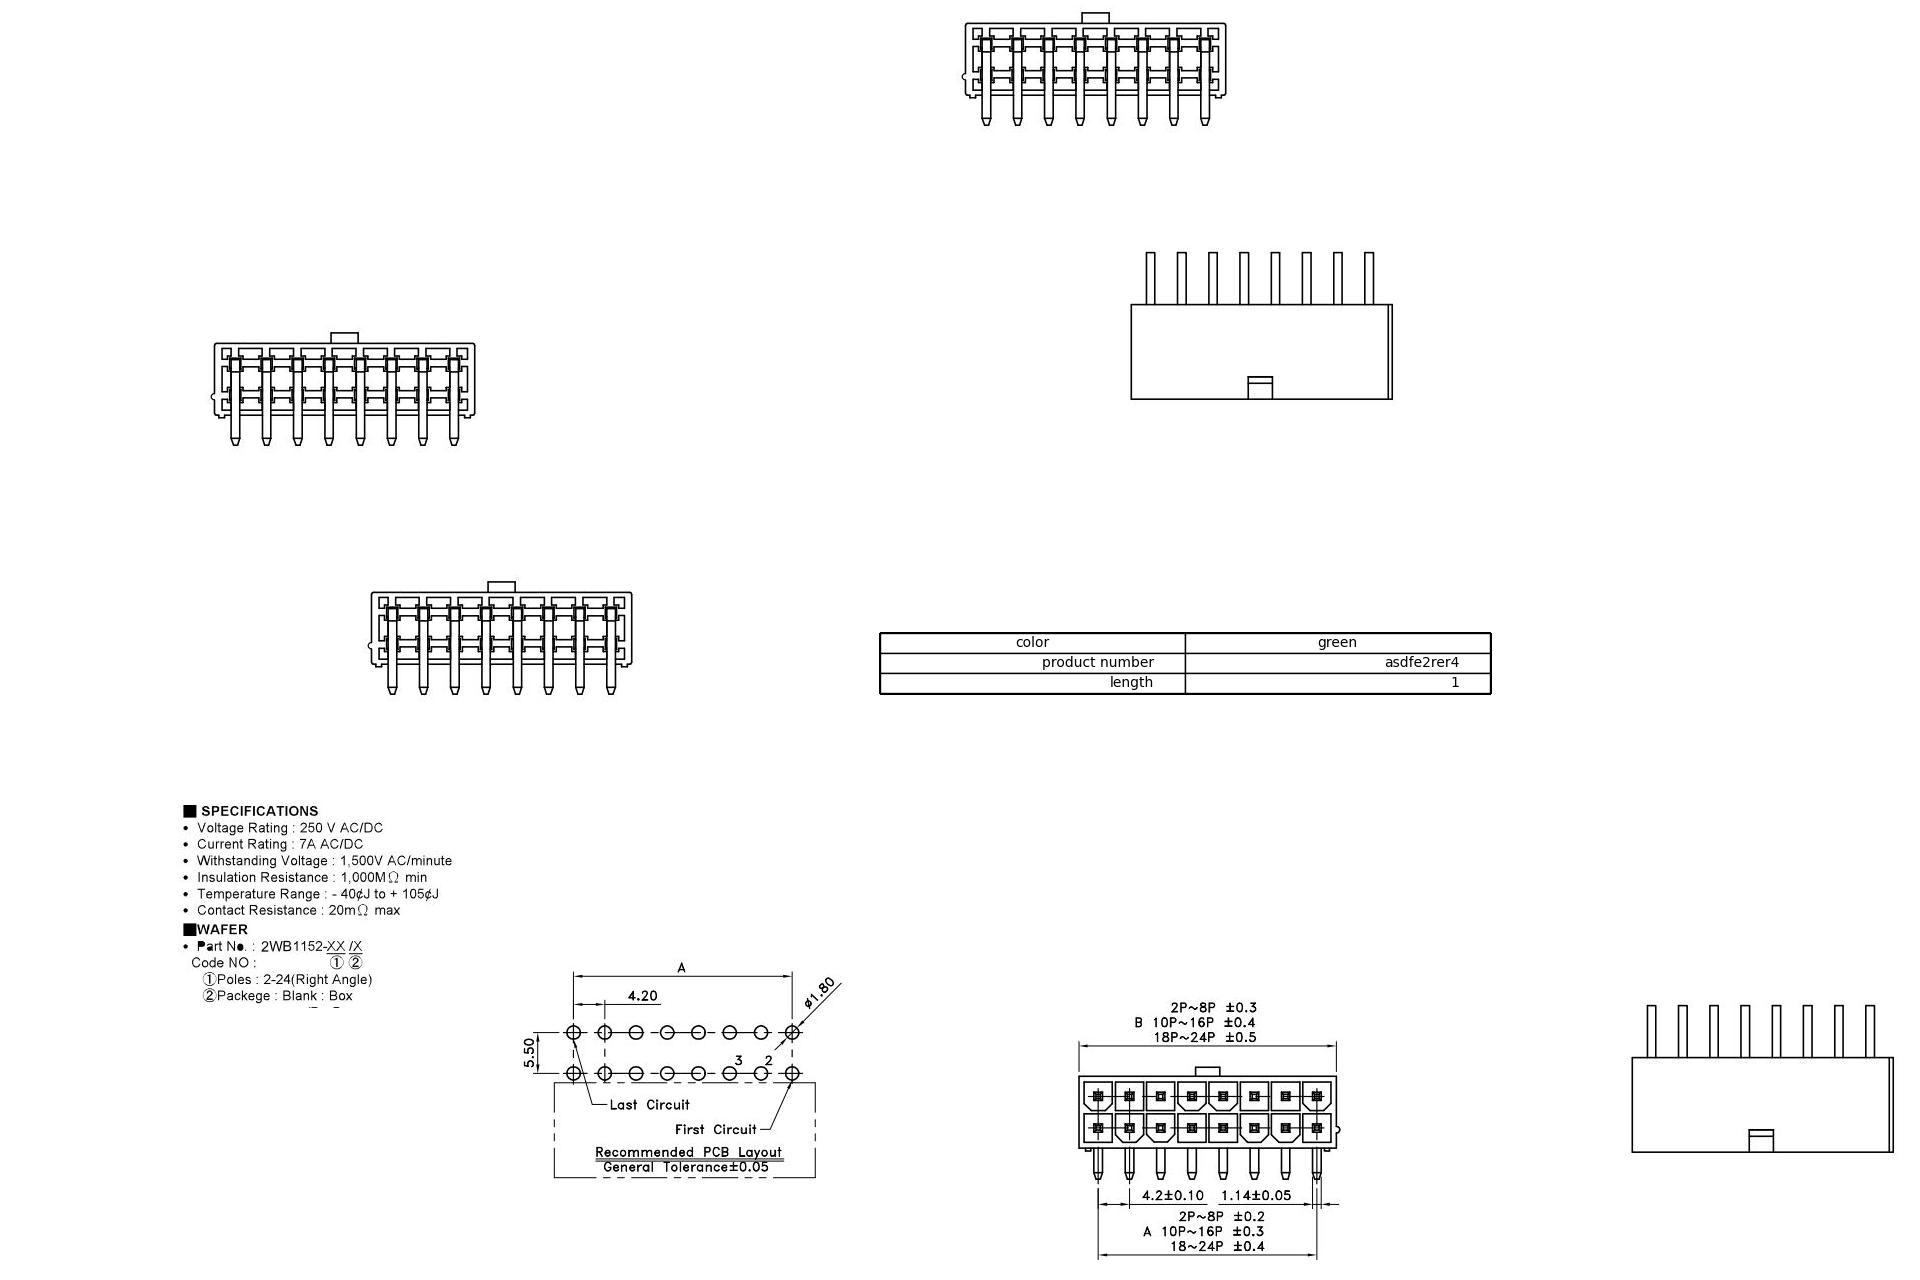 color green
product number asdfe2rer4
length 1
■ SPECIFICATIONS
• Voltage Rating : 250 V AC/DC
• Current Rating : 7A AC/DC
• Withstanding Voltage : 1,500V AC/minute
• Insulation Resistance : 1,000MΩ min
• Temperature Range : - 40¢J to + 105¢J
• Contact Resistance : 20mΩ max
■WAFER
• Part No. : 2WB1152-XX /X
Code NO : ① ②
①Poles : 2-24(Right Angle)
②Packege : Blank : Box
A
4.20
ø1.80
5.50
3 2
Last Circuit
First Circuit
Recommended PCB Layout
General Tolerance±0.05
2P~8P ±0.3
B 10P~16P ±0.4
18P~24P ±0.5
4.2±0.10 1.14±0.05
2P~8P ±0.2
A 10P~16P ±0.3
18~24P ±0.4